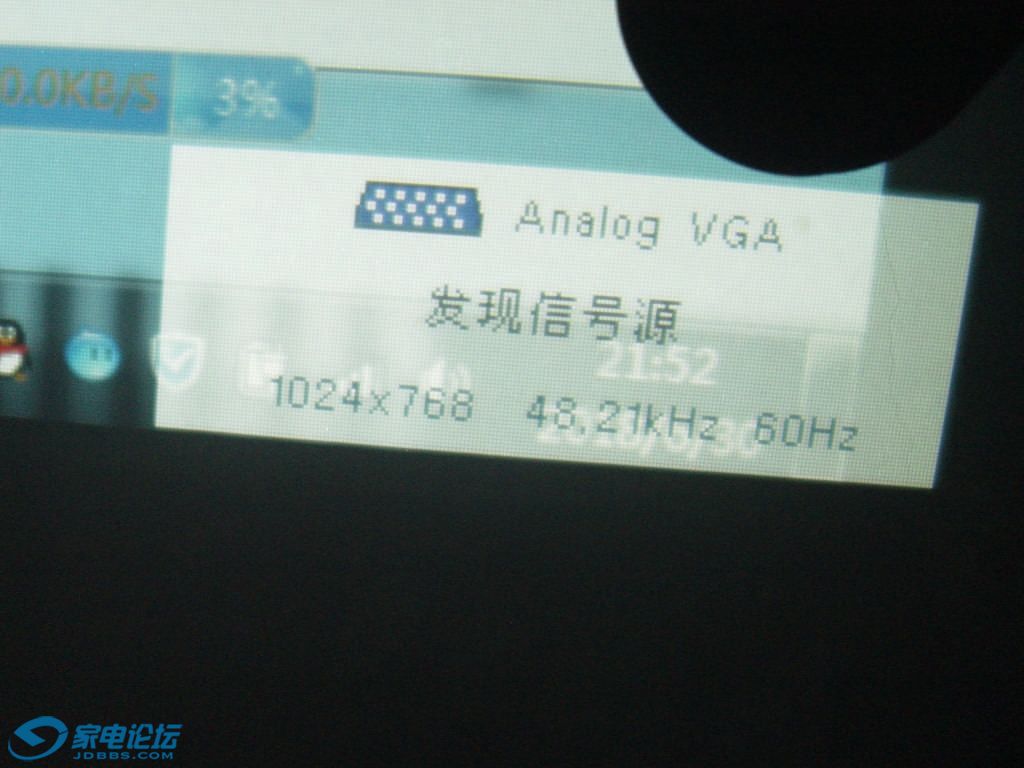 0.0KB/S 39%
Analog VGA
发现信号源
21:52
1024x768 48.21kHz 60Hz
家电论坛
JDBBS.COM